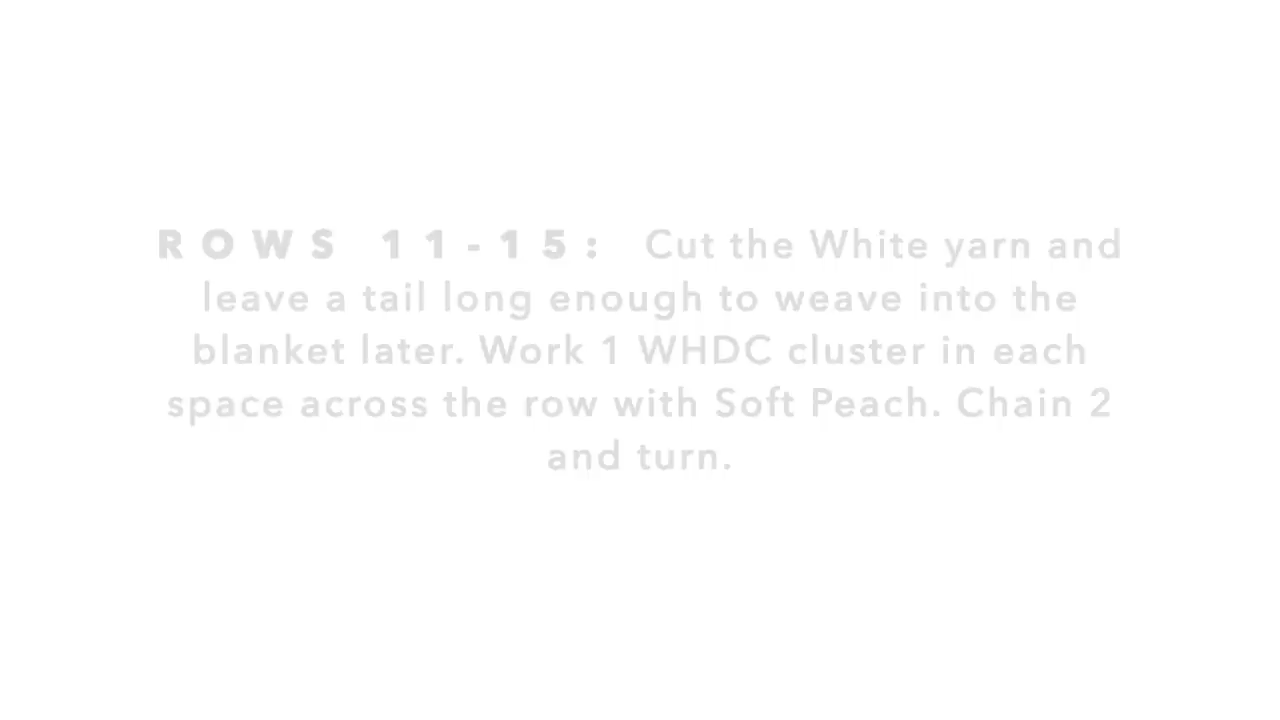 ROWS 11-15: Cut the White yarn and
leave a tail long enough to weave into the
blanket later. Work 1 WHDC cluster in each
space across the row with Soft Peach. Chain 2
and turn.